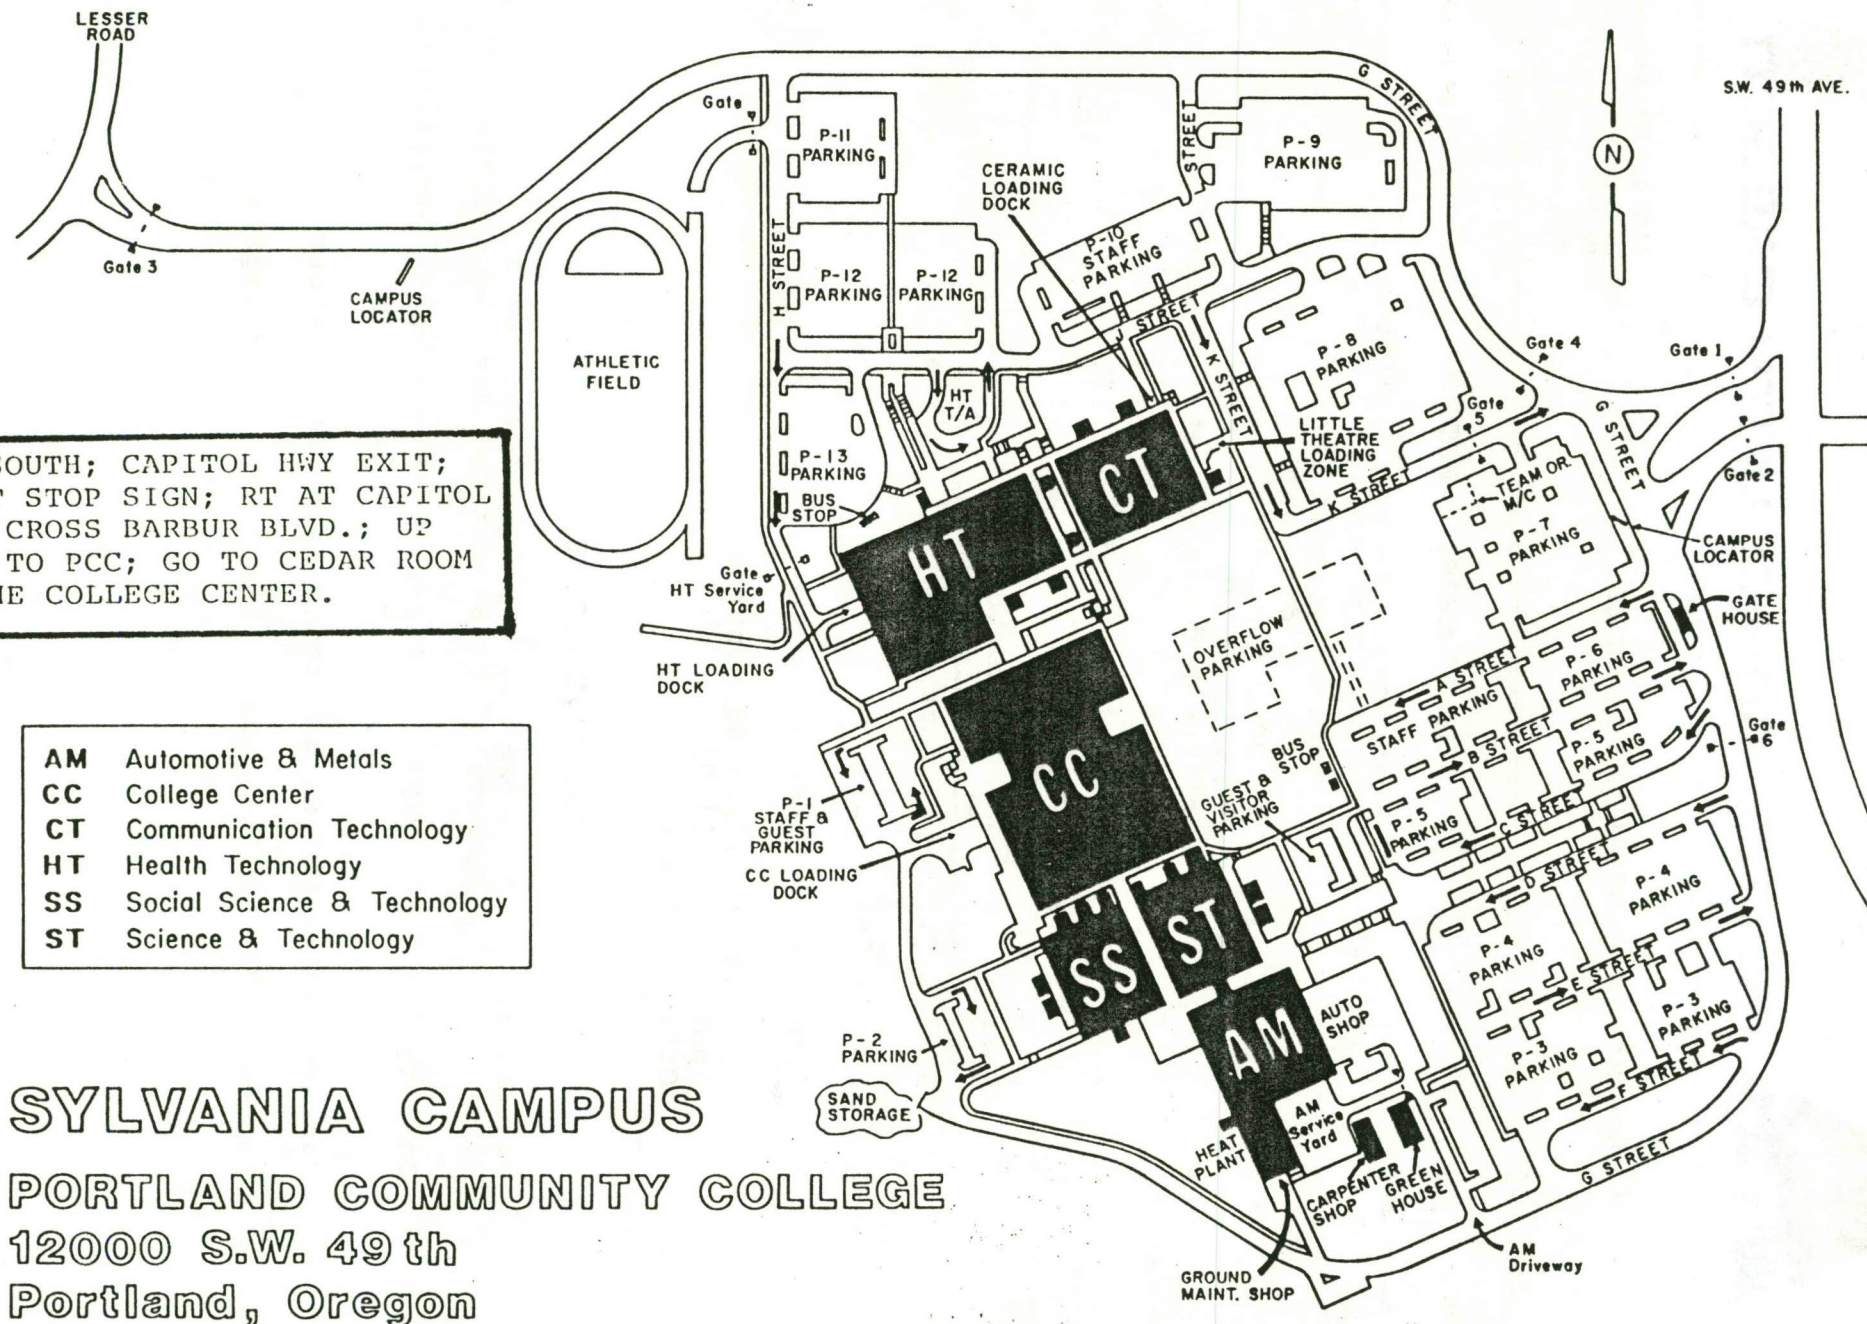 LESSER
ROAD
S.W. 49th AVE.
G STREET
Gate
P-11
PARKING
STREET
P-9
PARKING
N
CERAMIC
LOADING
DOCK
Gate 3
CAMPUS
LOCATOR
H STREET
P-12
PARKING
P-12
PARKING
P-10
STAFF
PARKING
STREET
K STREET
P-8
PARKING
Gate 4
Gate 1
ATHLETIC
FIELD
HT
T/A
Gate
5
G STREET
Gate 2
LITTLE
THEATRE
LOADING
ZONE
P-13
PARKING
BUS
STOP
CT
K STREET
TEAM OR
M/C
P-7
PARKING
CAMPUS
LOCATOR
SOUTH; CAPITOL HWY EXIT;
STOP SIGN; RT AT CAPITOL
CROSS BARBUR BLVD.; UP
TO PCC; GO TO CEDAR ROOM
COLLEGE CENTER.
HT
Gate
HT Service
Yard
HT LOADING
DOCK
OVERFLOW
PARKING
GATE
HOUSE
P-6
PARKING
A STREET
STAFF PARKING
B STREET
P-5
PARKING
Gate
6
AM Automotive & Metals
CC College Center
CT Communication Technology
HT Health Technology
SS Social Science & Technology
ST Science & Technology
CC
BUS
STOP
GUEST &
VISITOR
PARKING
P-1
STAFF &
GUEST
PARKING
CC LOADING
DOCK
P-5
PARKING
C STREET
D STREET
P-4
PARKING
ST
SS
P-4
PARKING
E STREET
P-3
PARKING
P-2
PARKING
AM
AUTO
SHOP
P-3
PARKING
F STREET
SAND
STORAGE
AM
Service
Yard
HEAT
PLANT
CARPENTER
SHOP
GREEN
HOUSE
G STREET
AM
Driveway
GROUND
MAINT. SHOP
SYLVANIA CAMPUS
PORTLAND COMMUNITY COLLEGE
12000 S.W. 49th
Portland, Oregon